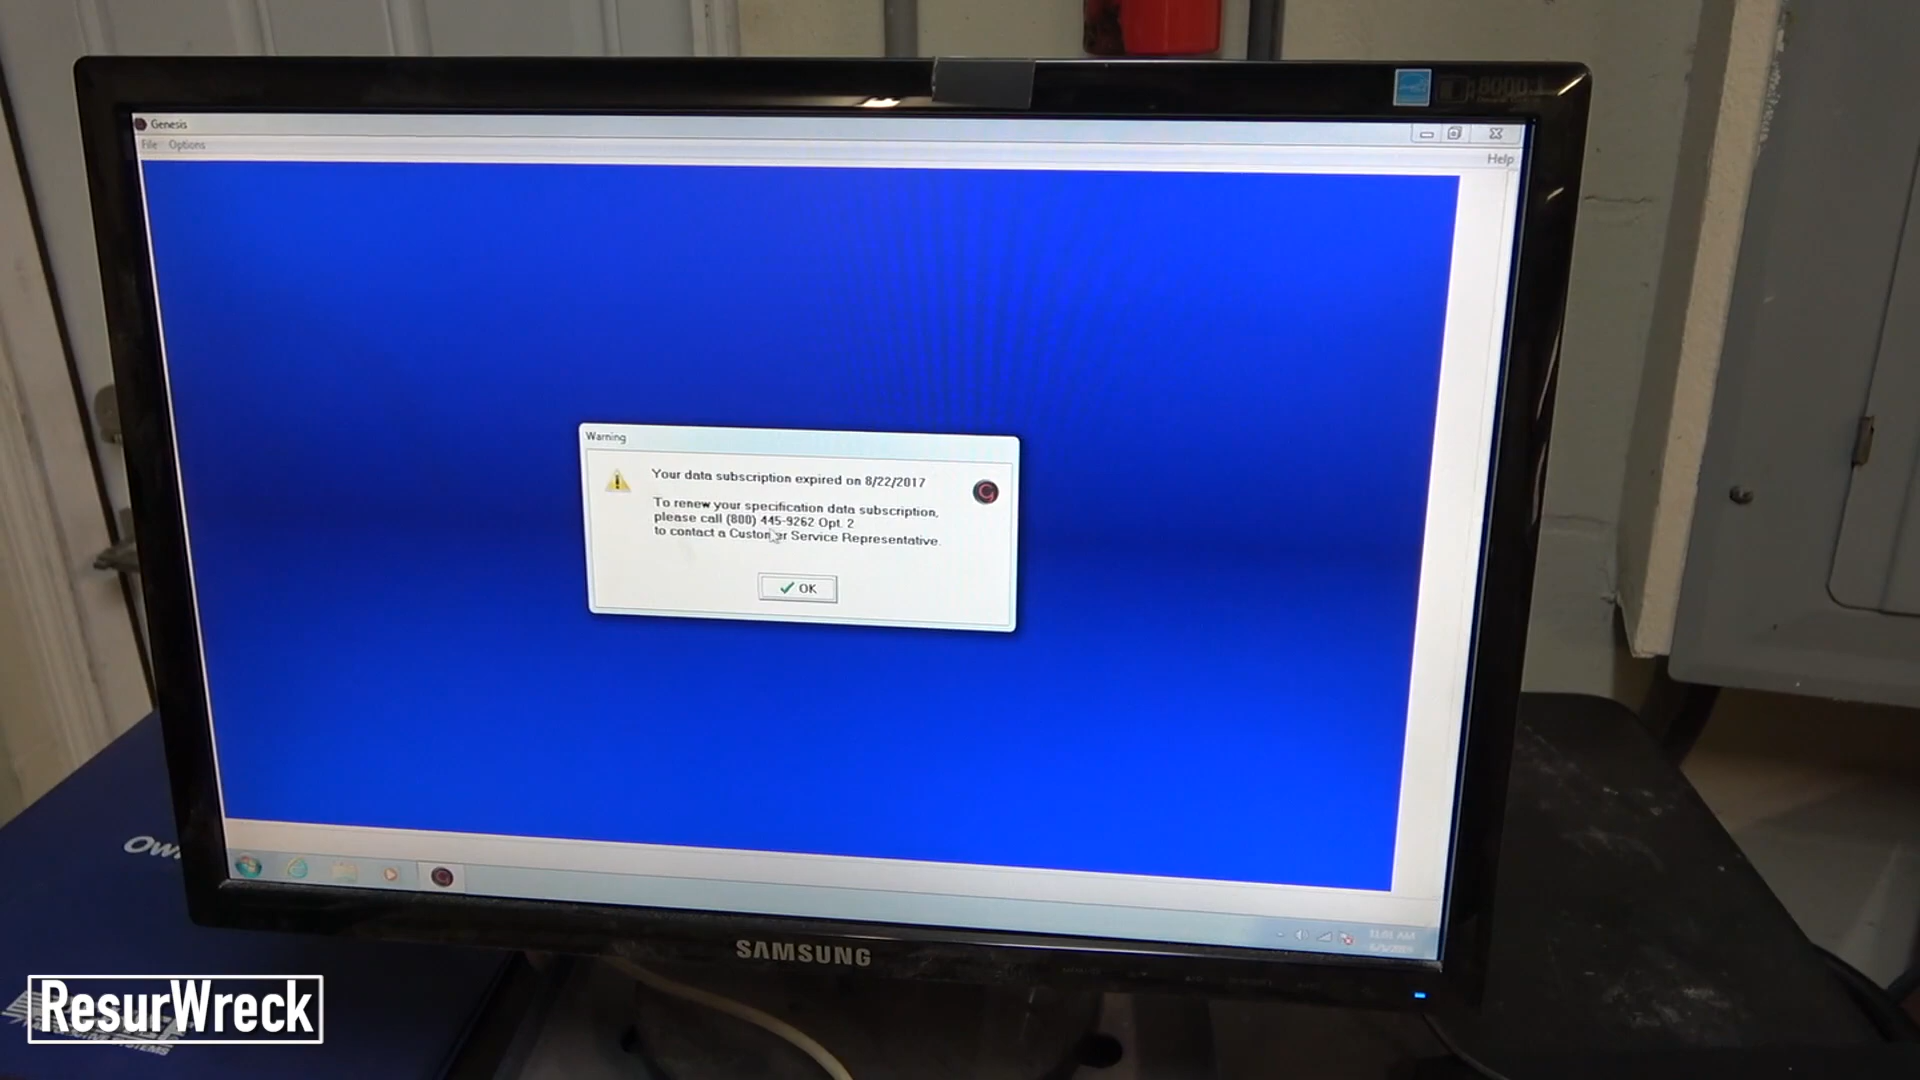 Genesis
File Options
Help
Warning
Your data subscription expired on 8/22/2017
To renew your specification data subscription,
please call (800) 445-9262 Opt. 2
to contact a Customer Service Representative.
OK
SAMSUNG
ResurWreck